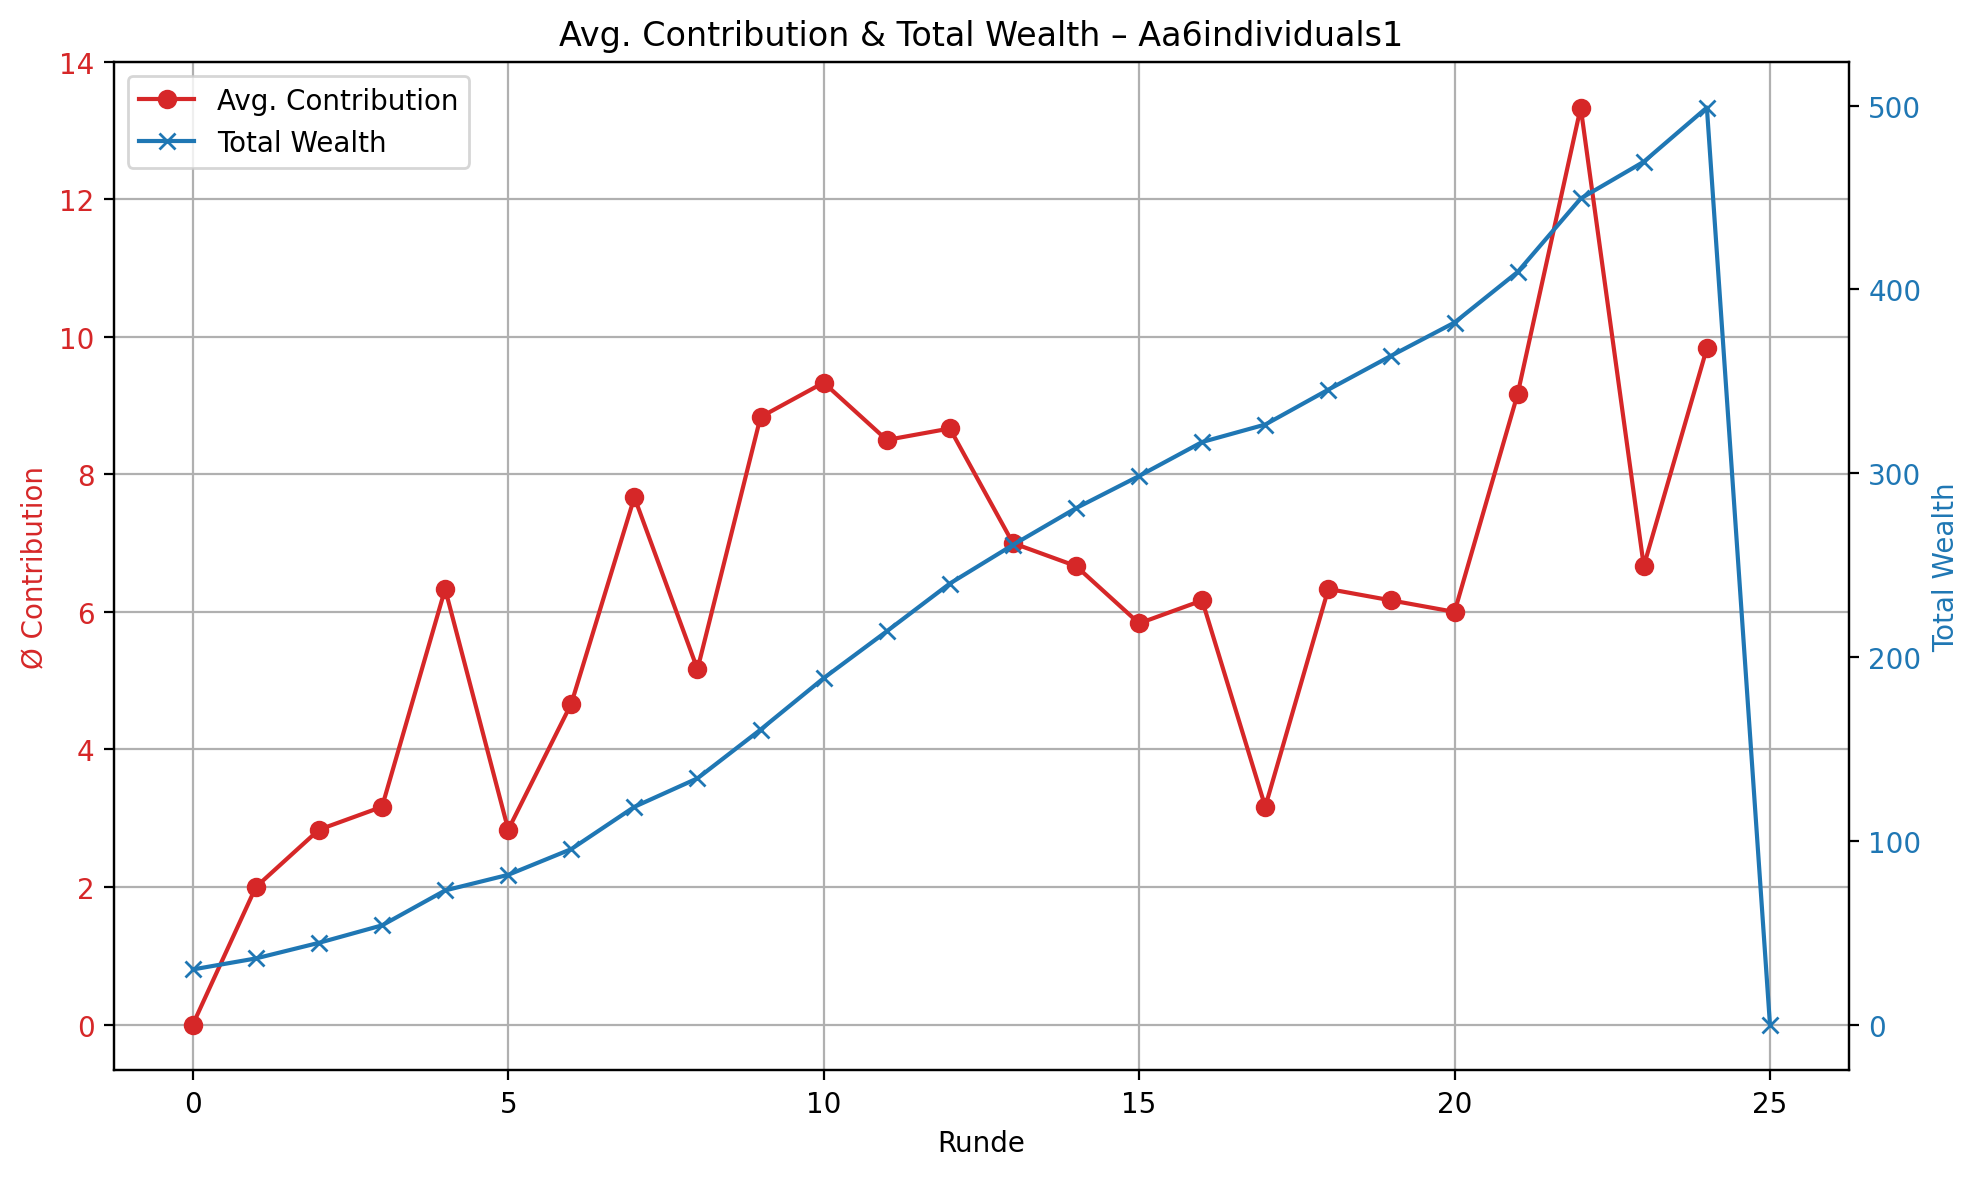 Avg. Contribution & Total Wealth – Aa6individuals1
Avg. Contribution
Total Wealth
14
12
10
8
6
4
2
0
Ø Contribution
500
400
300
200
100
0
Total Wealth
0 5 10 15 20 25
Runde